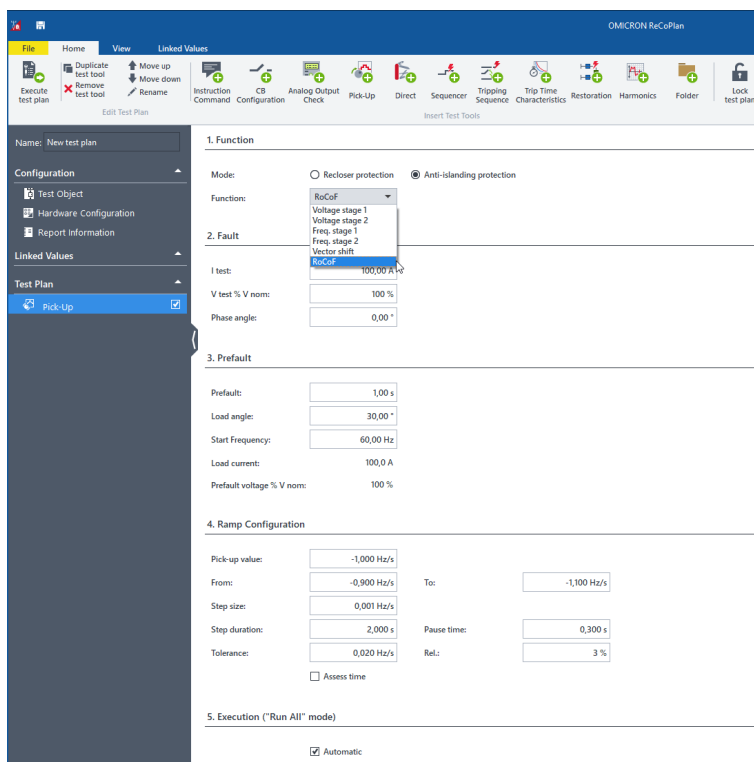 OMICRON ReCoPlan
File Home View Linked Values
Execute test plan
Duplicate test tool
Remove test tool
Move up
Move down
Rename
Edit Test Plan
Instruction Command
CB Configuration
Analog Output Check
Pick-Up
Direct
Sequencer
Tripping Sequence
Trip Time Characteristics
Restoration
Harmonics
Folder
Insert Test Tools
Lock test plan
Name: New test plan
Configuration
Test Object
Hardware Configuration
Report Information
Linked Values
Test Plan
Pick-Up
1. Function
Mode: Recloser protection Anti-islanding protection
Function: RoCoF
Voltage stage 1
Voltage stage 2
Freq. stage 1
Freq. stage 2
Vector shift
RoCoF
2. Fault
I test: 100,00 A
V test % V nom: 100 %
Phase angle: 0,00 °
3. Prefault
Prefault: 1,00 s
Load angle: 30,00 °
Start Frequency: 60,00 Hz
Load current: 100,0 A
Prefault voltage % V nom: 100 %
4. Ramp Configuration
Pick-up value: -1,000 Hz/s
From: -0,900 Hz/s To: -1,100 Hz/s
Step size: 0,001 Hz/s
Step duration: 2,000 s Pause time: 0,300 s
Tolerance: 0,020 Hz/s Rel.: 3 %
Assess time
5. Execution ("Run All" mode)
Automatic